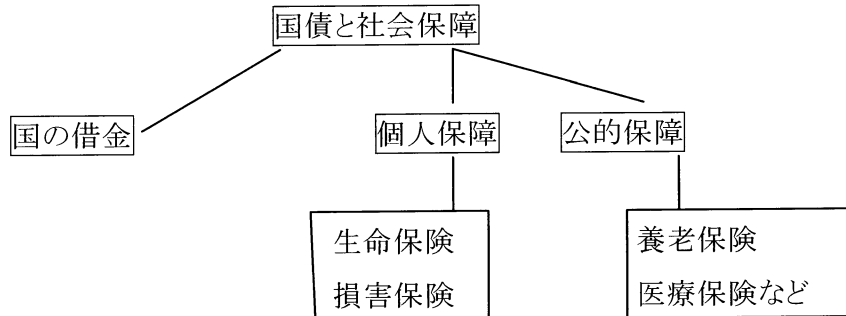 国債と社会保障
国の借金
個人保障
公的保障
生命保険
損害保険
養老保険
医療保険など